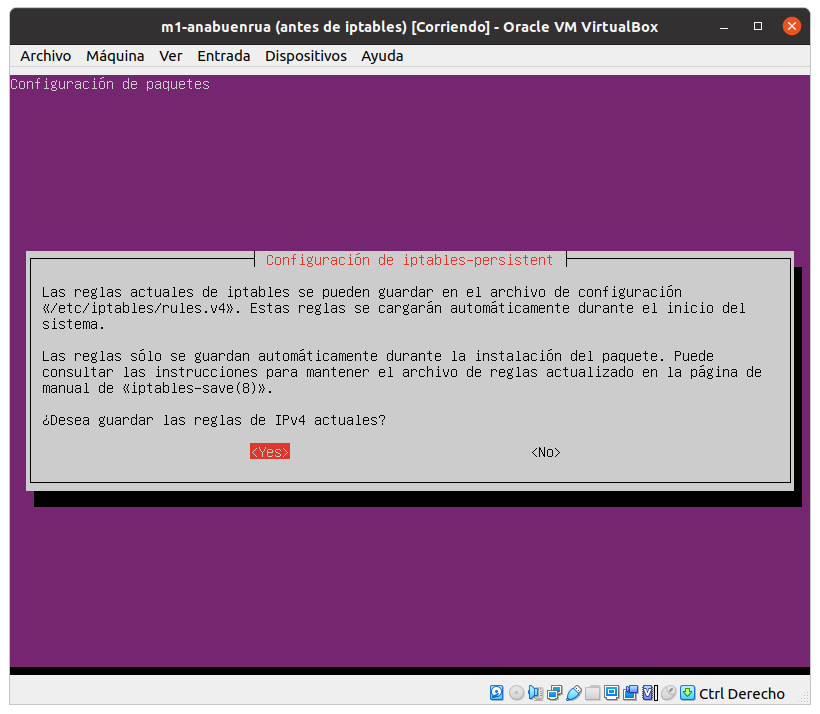 m1-anabuenrua (antes de iptables) [Corriendo] - Oracle VM VirtualBox
Archivo Máquina Ver Entrada Dispositivos Ayuda
Configuración de paquetes
Configuración de iptables-persistent
Las reglas actuales de iptables se pueden guardar en el archivo de configuración
«/etc/iptables/rules.v4». Estas reglas se cargarán automáticamente durante el inicio del
sistema.
Las reglas sólo se guardan automáticamente durante la instalación del paquete. Puede
consultar las instrucciones para mantener el archivo de reglas actualizado en la página de
manual de «iptables-save(8)».
¿Desea guardar las reglas de IPv4 actuales?
<Yes> <No>
Ctrl Derecho